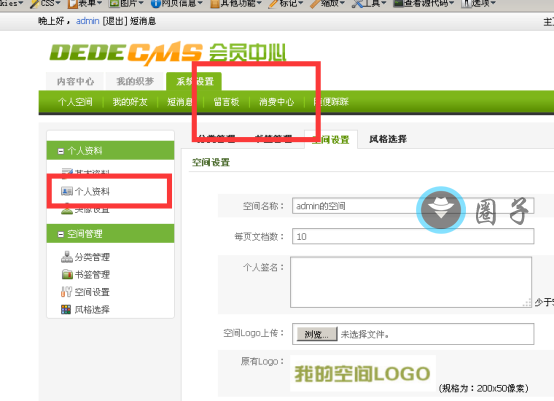 CSS▾ 表单▾ 图片▾ 网页信息▾ 其他功能▾ 标记▾ 缩放▾ 工具▾ 查看源代码▾ 选项▾
晚上好，admin [退出] 短消息
DEDECMS 会员中心
内容中心 我的织梦 系统设置
个人空间 我的好友 短消息 留言板 消费中心
分类管理 书签管理 空间设置 风格选择
个人资料
基本资料
个人资料
头像设置
空间管理
分类管理
书签管理
空间设置
风格选择
空间设置
空间名称： admin的空间
圈子
每页文档数： 10
个人签名：
少于
空间Logo上传： 浏览... 未选择文件。
原有Logo： 我的空间LOGO
(规格为：200x50像素)